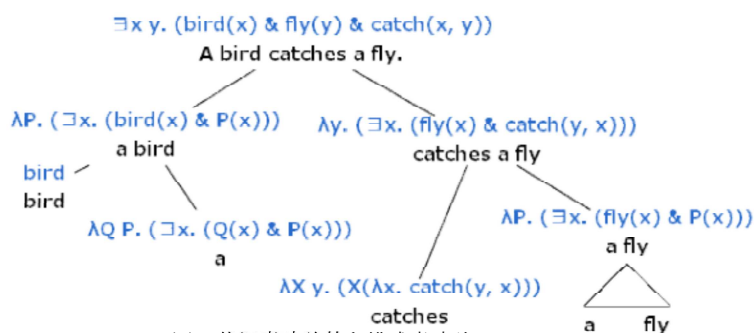 ∃x y. (bird(x) & fly(y) & catch(x, y))
A bird catches a fly.
λP. (∃x. (bird(x) & P(x)))
a bird
λy. (∃x. (fly(x) & catch(y, x)))
catches a fly
bird
bird
λQ P. (∃x. (Q(x) & P(x)))
a
λP. (∃x. (fly(x) & P(x)))
a fly
λX y. (X(λx. catch(y, x)))
catches
a fly